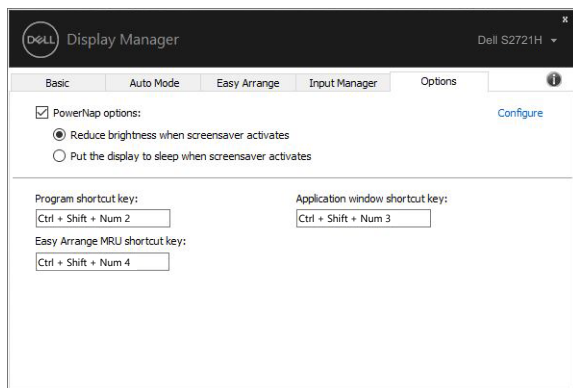 x
DELL Display Manager
Dell S2721H
Basic Auto Mode Easy Arrange Input Manager Options
PowerNap options: Configure
Reduce brightness when screensaver activates
Put the display to sleep when screensaver activates
Program shortcut key: Application window shortcut key:
Ctrl + Shift + Num 2 Ctrl + Shift + Num 3
Easy Arrange MRU shortcut key:
Ctrl + Shift + Num 4